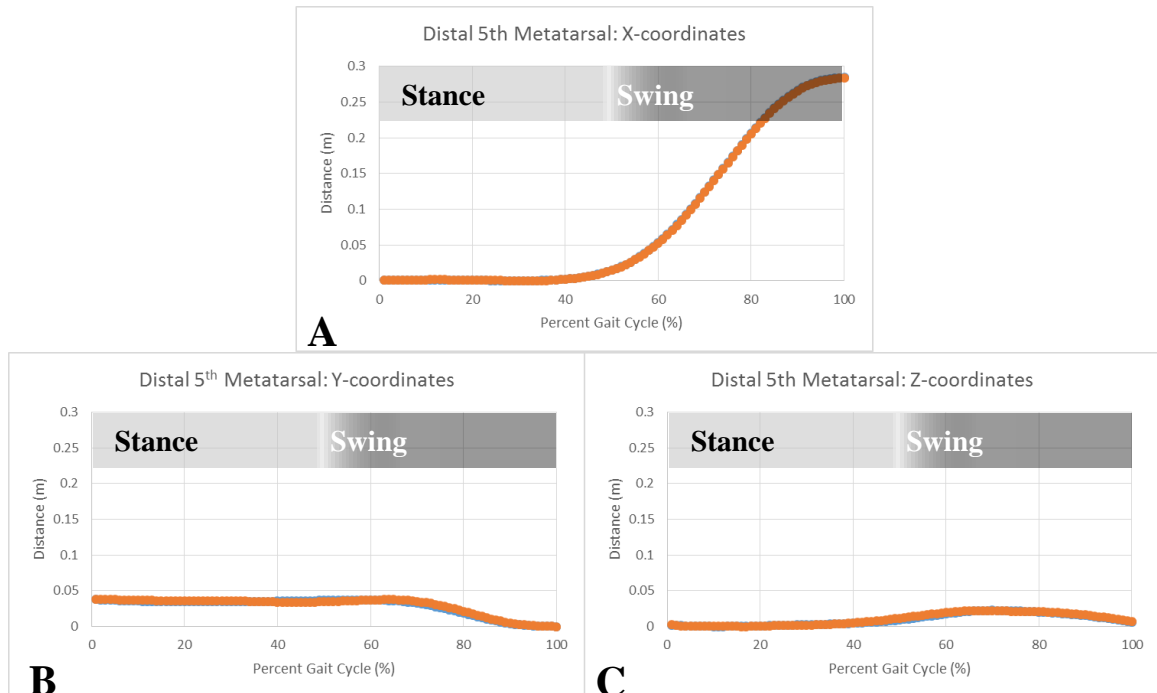 Distal 5th Metatarsal: X-coordinates
0.3
0.25
0.2
0.15
0.1
0.05
0
Distance (m)
Stance
Swing
0 20 40 60 80 100
Percent Gait Cycle (%)
A
Distal 5th Metatarsal: Y-coordinates
0.3
0.25
0.2
0.15
0.1
0.05
0
Distance (m)
Stance
Swing
0 20 40 60 80 100
Percent Gait Cycle (%)
B
Distal 5th Metatarsal: Z-coordinates
0.3
0.25
0.2
0.15
0.1
0.05
0
Distance (m)
Stance
Swing
0 20 40 60 80 100
Percent Gait Cycle (%)
C